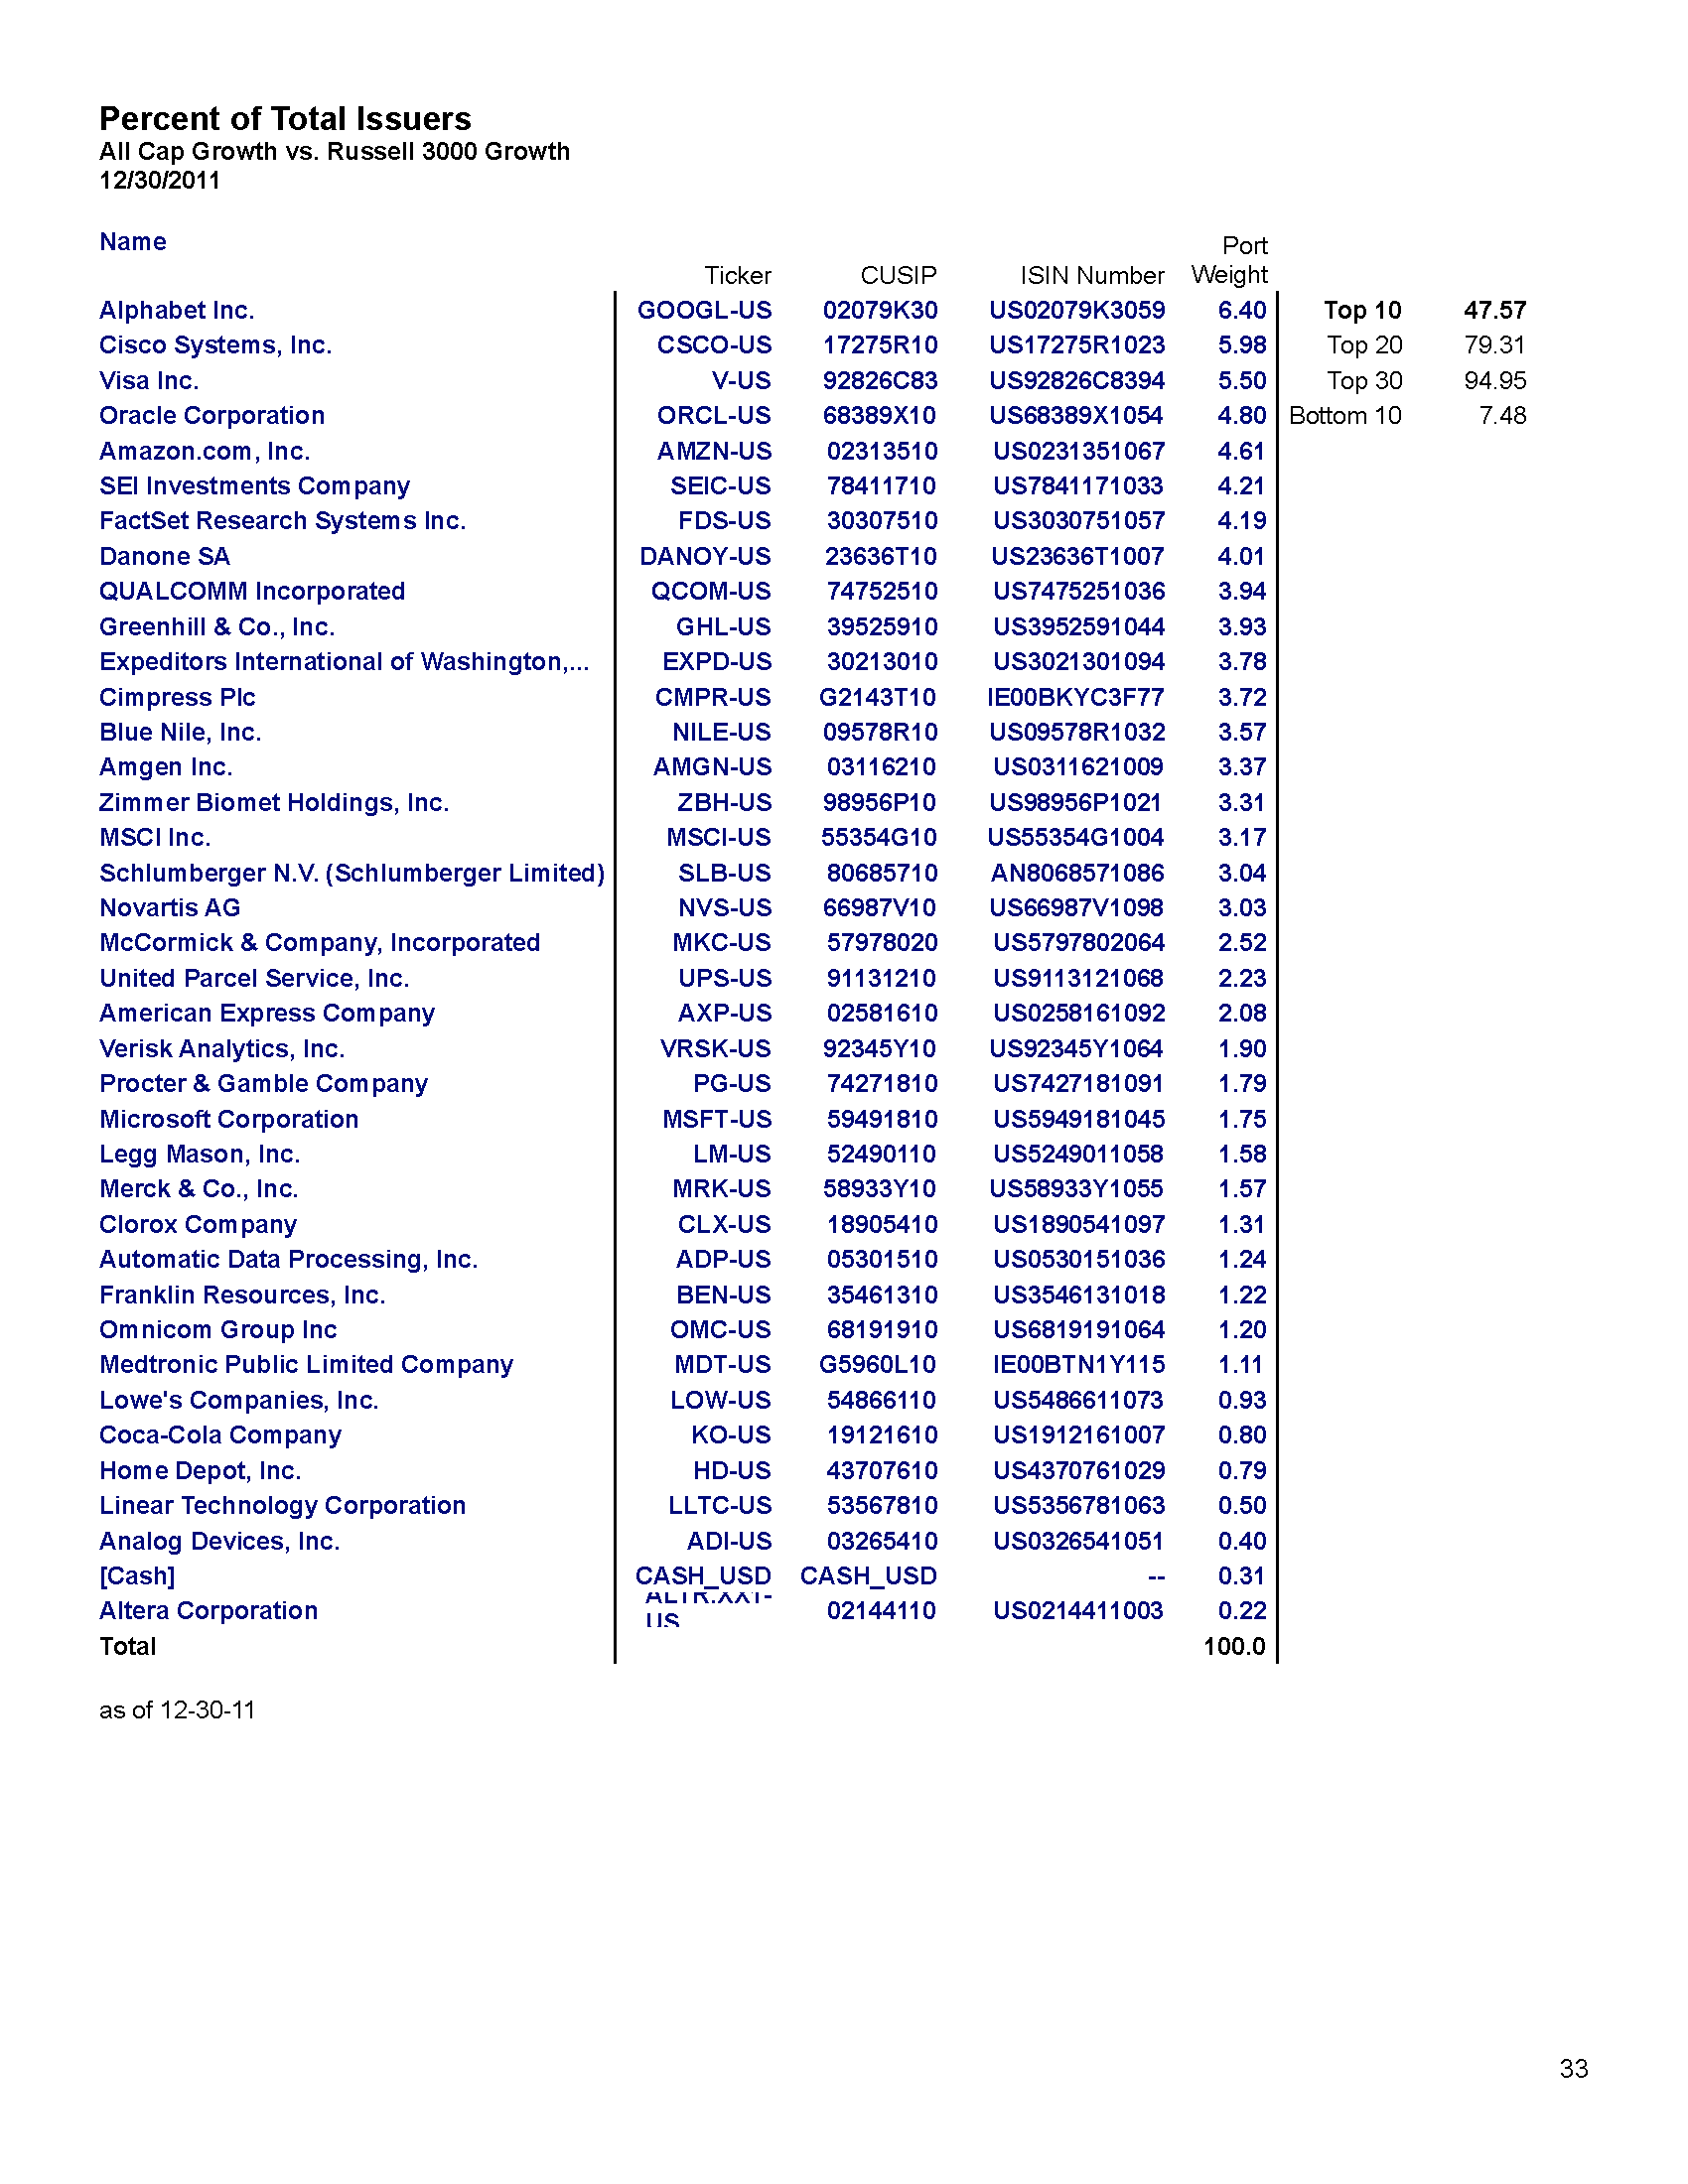 Percent of Total Issuers
All Cap Growth vs. Russell 3000 Growth
12/30/2011
Name Port
Ticker CUSIP ISIN Number Weight
Alphabet Inc. GOOGL-US 02079K30 US02079K3059 6.40 Top 10 47.57
Cisco Systems, Inc. CSCO-US 17275R10 US17275R1023 5.98 Top 20 79.31
Visa Inc. V-US 92826C83 US92826C8394 5.50 Top 30 94.95
Oracle Corporation ORCL-US 68389X10 US68389X1054 4.80 Bottom 10 7.48
Amazon.com, Inc. AMZN-US 02313510 US0231351067 4.61
SEI Investments Company SEIC-US 78411710 US7841171033 4.21
FactSet Research Systems Inc. FDS-US 30307510 US3030751057 4.19
Danone SA DANOY-US 23636T10 US23636T1007 4.01
QUALCOMM Incorporated QCOM-US 74752510 US7475251036 3.94
Greenhill & Co., Inc. GHL-US 39525910 US3952591044 3.93
Expeditors International of Washington,... EXPD-US 30213010 US3021301094 3.78
Cimpress Plc CMPR-US G2143T10 IE00BKYC3F77 3.72
Blue Nile, Inc. NILE-US 09578R10 US09578R1032 3.57
Amgen Inc. AMGN-US 03116210 US0311621009 3.37
Zimmer Biomet Holdings, Inc. ZBH-US 98956P10 US98956P1021 3.31
MSCI Inc. MSCI-US 55354G10 US55354G1004 3.17
Schlumberger N.V. (Schlumberger Limited) SLB-US 80685710 AN8068571086 3.04
Novartis AG NVS-US 66987V10 US66987V1098 3.03
McCormick & Company, Incorporated MKC-US 57978020 US5797802064 2.52
United Parcel Service, Inc. UPS-US 91131210 US9113121068 2.23
American Express Company AXP-US 02581610 US0258161092 2.08
Verisk Analytics, Inc. VRSK-US 92345Y10 US92345Y1064 1.90
Procter & Gamble Company PG-US 74271810 US7427181091 1.79
Microsoft Corporation MSFT-US 59491810 US5949181045 1.75
Legg Mason, Inc. LM-US 52490110 US5249011058 1.58
Merck & Co., Inc. MRK-US 58933Y10 US58933Y1055 1.57
Clorox Company CLX-US 18905410 US1890541097 1.31
Automatic Data Processing, Inc. ADP-US 05301510 US0530151036 1.24
Franklin Resources, Inc. BEN-US 35461310 US3546131018 1.22
Omnicom Group Inc OMC-US 68191910 US6819191064 1.20
Medtronic Public Limited Company MDT-US G5960L10 IE00BTN1Y115 1.11
Lowe's Companies, Inc. LOW-US 54866110 US5486611073 0.93
Coca-Cola Company KO-US 19121610 US1912161007 0.80
Home Depot, Inc. HD-US 43707610 US4370761029 0.79
Linear Technology Corporation LLTC-US 53567810 US5356781063 0.50
Analog Devices, Inc. ADI-US 03265410 US0326541051 0.40
[Cash] CASH_USD CASH_USD -- 0.31
Altera Corporation 02144110 US0214411003 0.22
Total 100.0
as of 12-30-11
33